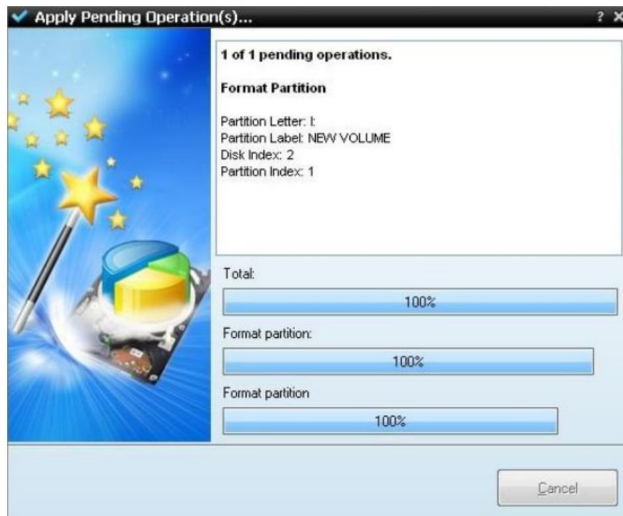 Apply Pending Operation(s)...
? X
1 of 1 pending operations.
Format Partition
Partition Letter: I:
Partition Label: NEW VOLUME
Disk Index: 2
Partition Index: 1
Total:
100%
Format partition:
100%
Format partition
100%
Cancel